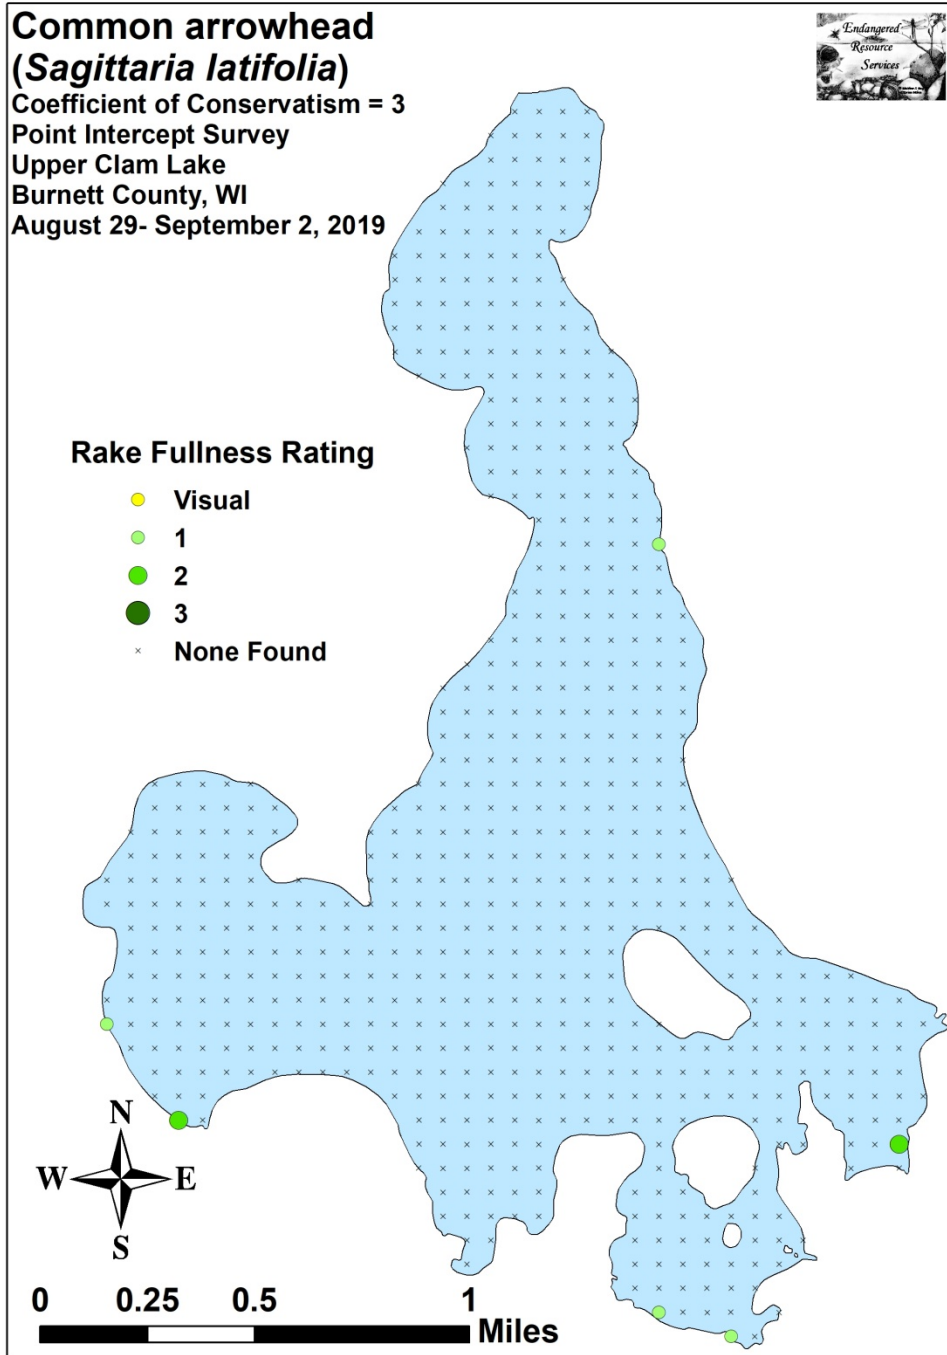 Common arrowhead
(Sagittaria latifolia)
Coefficient of Conservatism = 3
Point Intercept Survey
Upper Clam Lake
Burnett County, WI
August 29- September 2, 2019
Endangered
Resource
Services
Rake Fullness Rating
Visual
1
2
3
None Found
N
W E
S
0 0.25 0.5 1
Miles